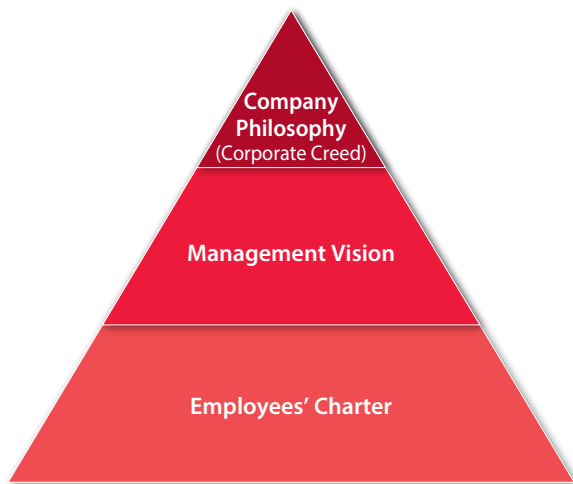 Company
Philosophy
(Corporate Creed)
Management Vision
Employees’ Charter